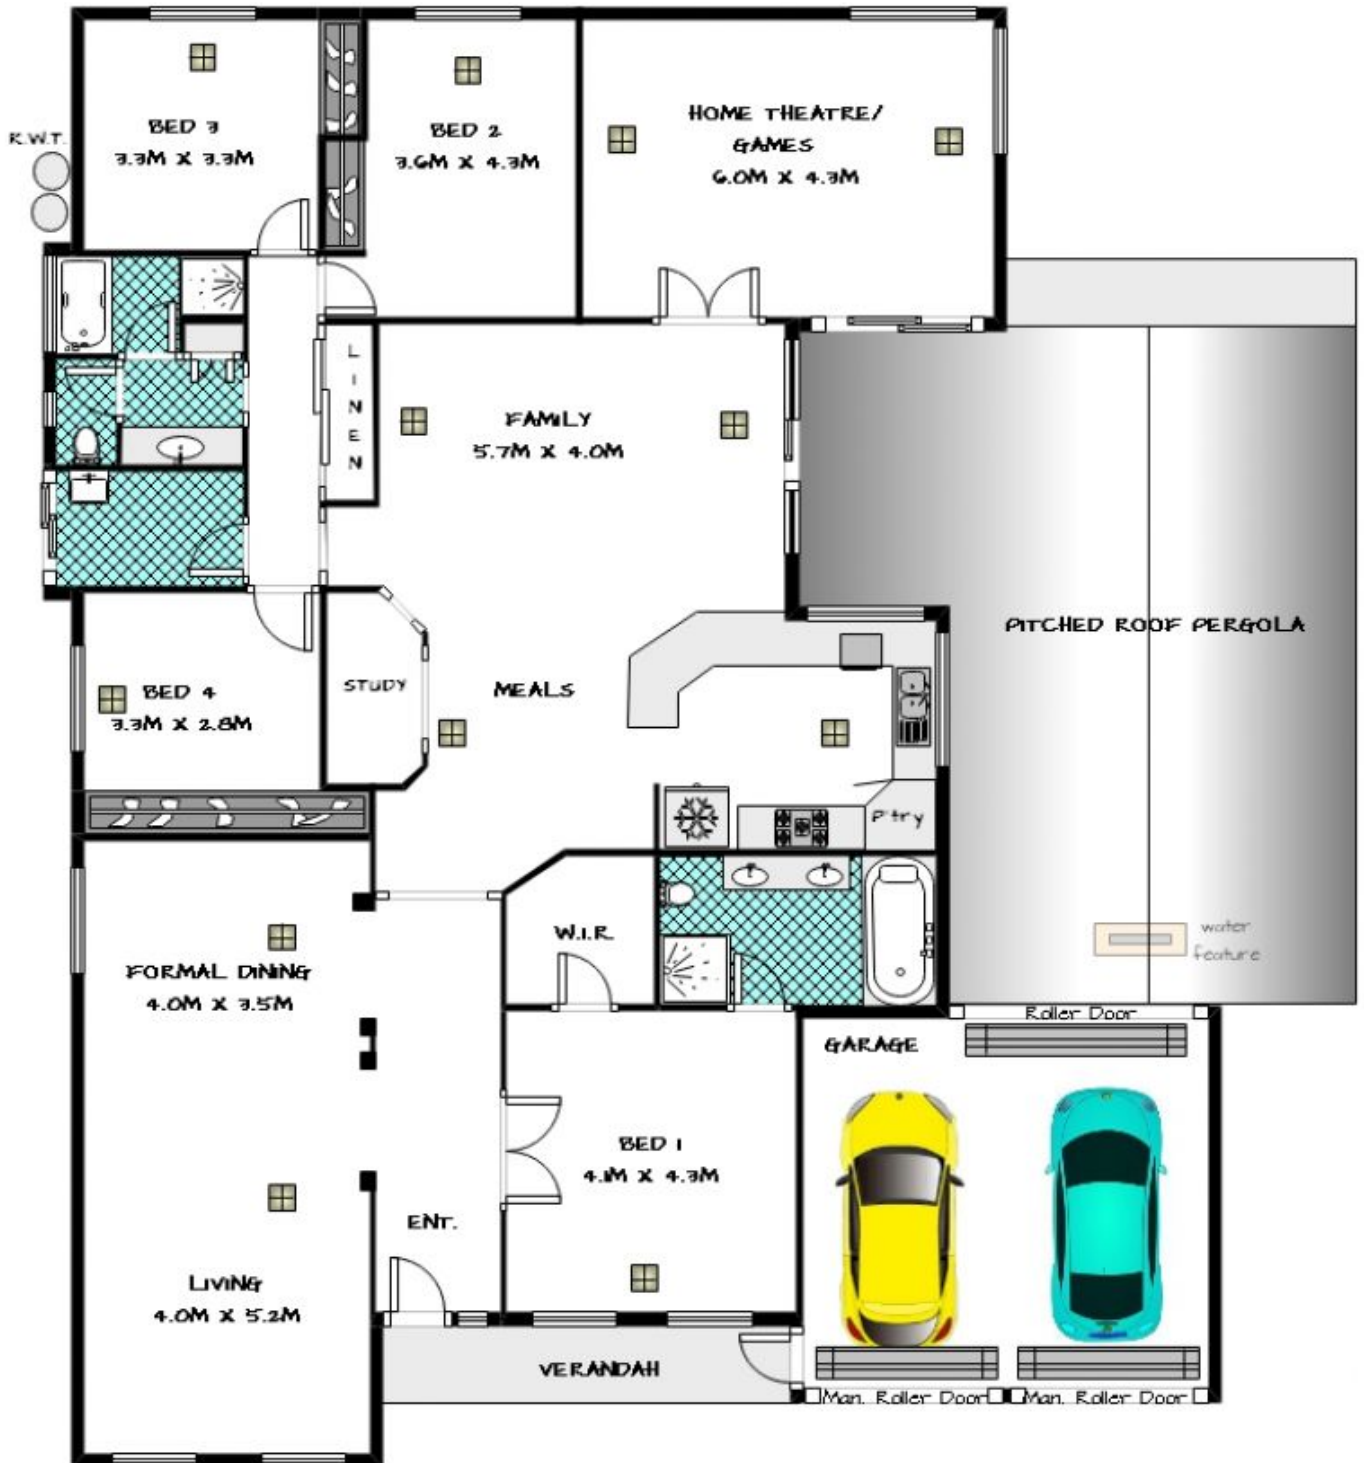 R.W.T.
BED 3
3.3M X 3.3M
BED 2
3.6M X 4.3M
HOME THEATRE/
GAMES
6.0M X 4.3M
LINEN
FAMILY
5.7M X 4.0M
PITCHED ROOF PERGOLA
BED 4
3.3M X 2.8M
STUDY
MEALS
P'try
W.I.R.
water
feature
FORMAL DINING
4.0M X 3.5M
Roller Door
GARAGE
BED 1
4.1M X 4.3M
ENT.
LIVING
4.0M X 5.2M
VERANDAH
Man. Roller Door
Man. Roller Door